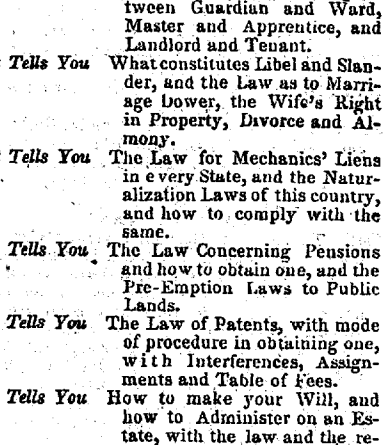 tween Guardian and Ward,
Master and Apprentice, and
Landlord and Tenant.
Tells You What constitutes Libel and Slan-
der, and the Law as to Marri-
age Dower, the Wife's Right
in Property, Divorce and Al-
mony.
Tells You The Law for Mechanics' Liens
in every State, and the Natur-
alization Laws of this country,
and how to comply with the
same.
Tells You The Law Concerning Pensions
and how to obtain one, and the
Pre-Emption Laws to Public
Lands.
Tells You The Law of Patents, with mode
of procedure in obtaining one,
with Interferences, Assign-
ments and Table of Fees.
Tells You How to make your Will, and
how to Administer on an Es-
tate, with the law and the re-